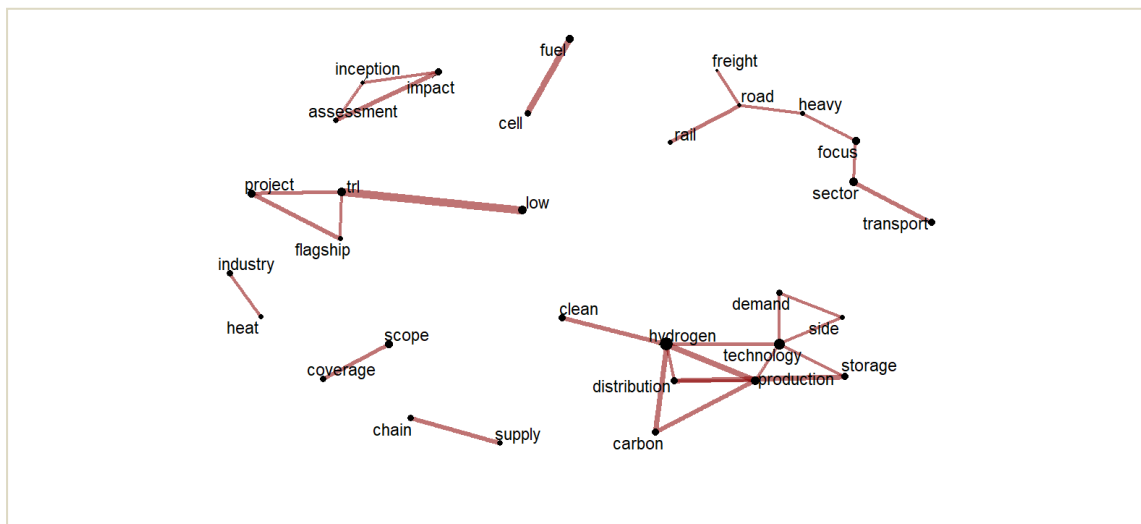 fuel
freight
inception
impact
road
heavy
assessment
cell
rail
focus
project
trl
low
sector
transport
flagship
industry
clean
demand
side
heat
scope
hydrogen
technology
storage
coverage
distribution
production
chain
supply
carbon